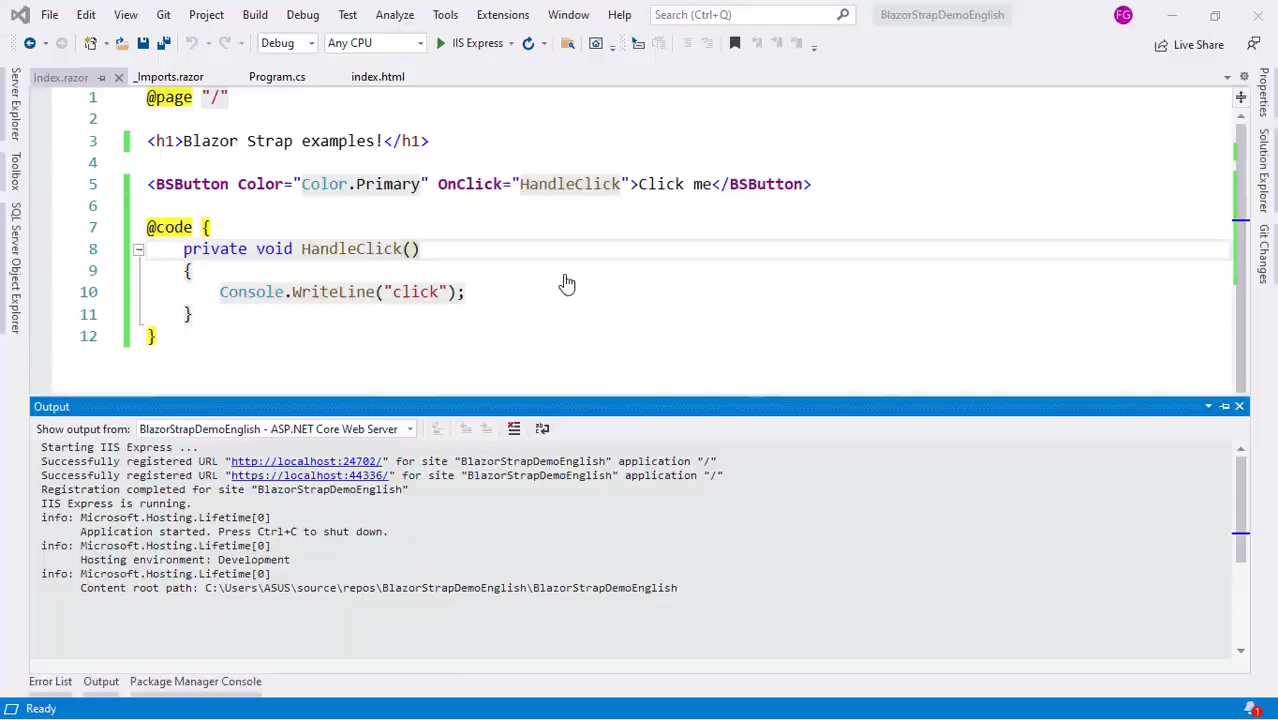 File Edit View Git Project Build Debug Test Analyze Tools Extensions Window Help Search (Ctrl+Q) BlazorStrapDemoEnglish FG
Debug Any CPU IIS Express Live Share
Index.razor _Imports.razor Program.cs index.html
Server Explorer
Toolbox
SQL Server Object Explorer
1 @page "/"
2
3 <h1>Blazor Strap examples!</h1>
4
5 <BSButton Color="Color.Primary" OnClick="HandleClick">Click me</BSButton>
6
7 @code {
8 private void HandleClick()
9 {
10 Console.WriteLine("click");
11 }
12 }
Properties
Solution Explorer
Git Changes
Output
Show output from: BlazorStrapDemoEnglish - ASP.NET Core Web Server
Starting IIS Express ...
Successfully registered URL "http://localhost:24702/" for site "BlazorStrapDemoEnglish" application "/"
Successfully registered URL "https://localhost:44336/" for site "BlazorStrapDemoEnglish" application "/"
Registration completed for site "BlazorStrapDemoEnglish"
IIS Express is running.
info: Microsoft.Hosting.Lifetime[0]
Application started. Press Ctrl+C to shut down.
info: Microsoft.Hosting.Lifetime[0]
Hosting environment: Development
info: Microsoft.Hosting.Lifetime[0]
Content root path: C:\Users\ASUS\source\repos\BlazorStrapDemoEnglish\BlazorStrapDemoEnglish
Error List Output Package Manager Console
Ready 1